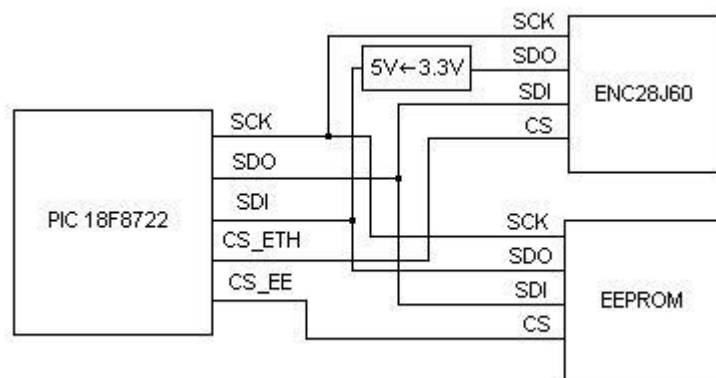 PIC 18F8722
SCK
SDO
SDI
CS_ETH
CS_EE
5V←3.3V
SCK
SDO
SDI
CS
ENC28J60
SCK
SDO
SDI
CS
EEPROM